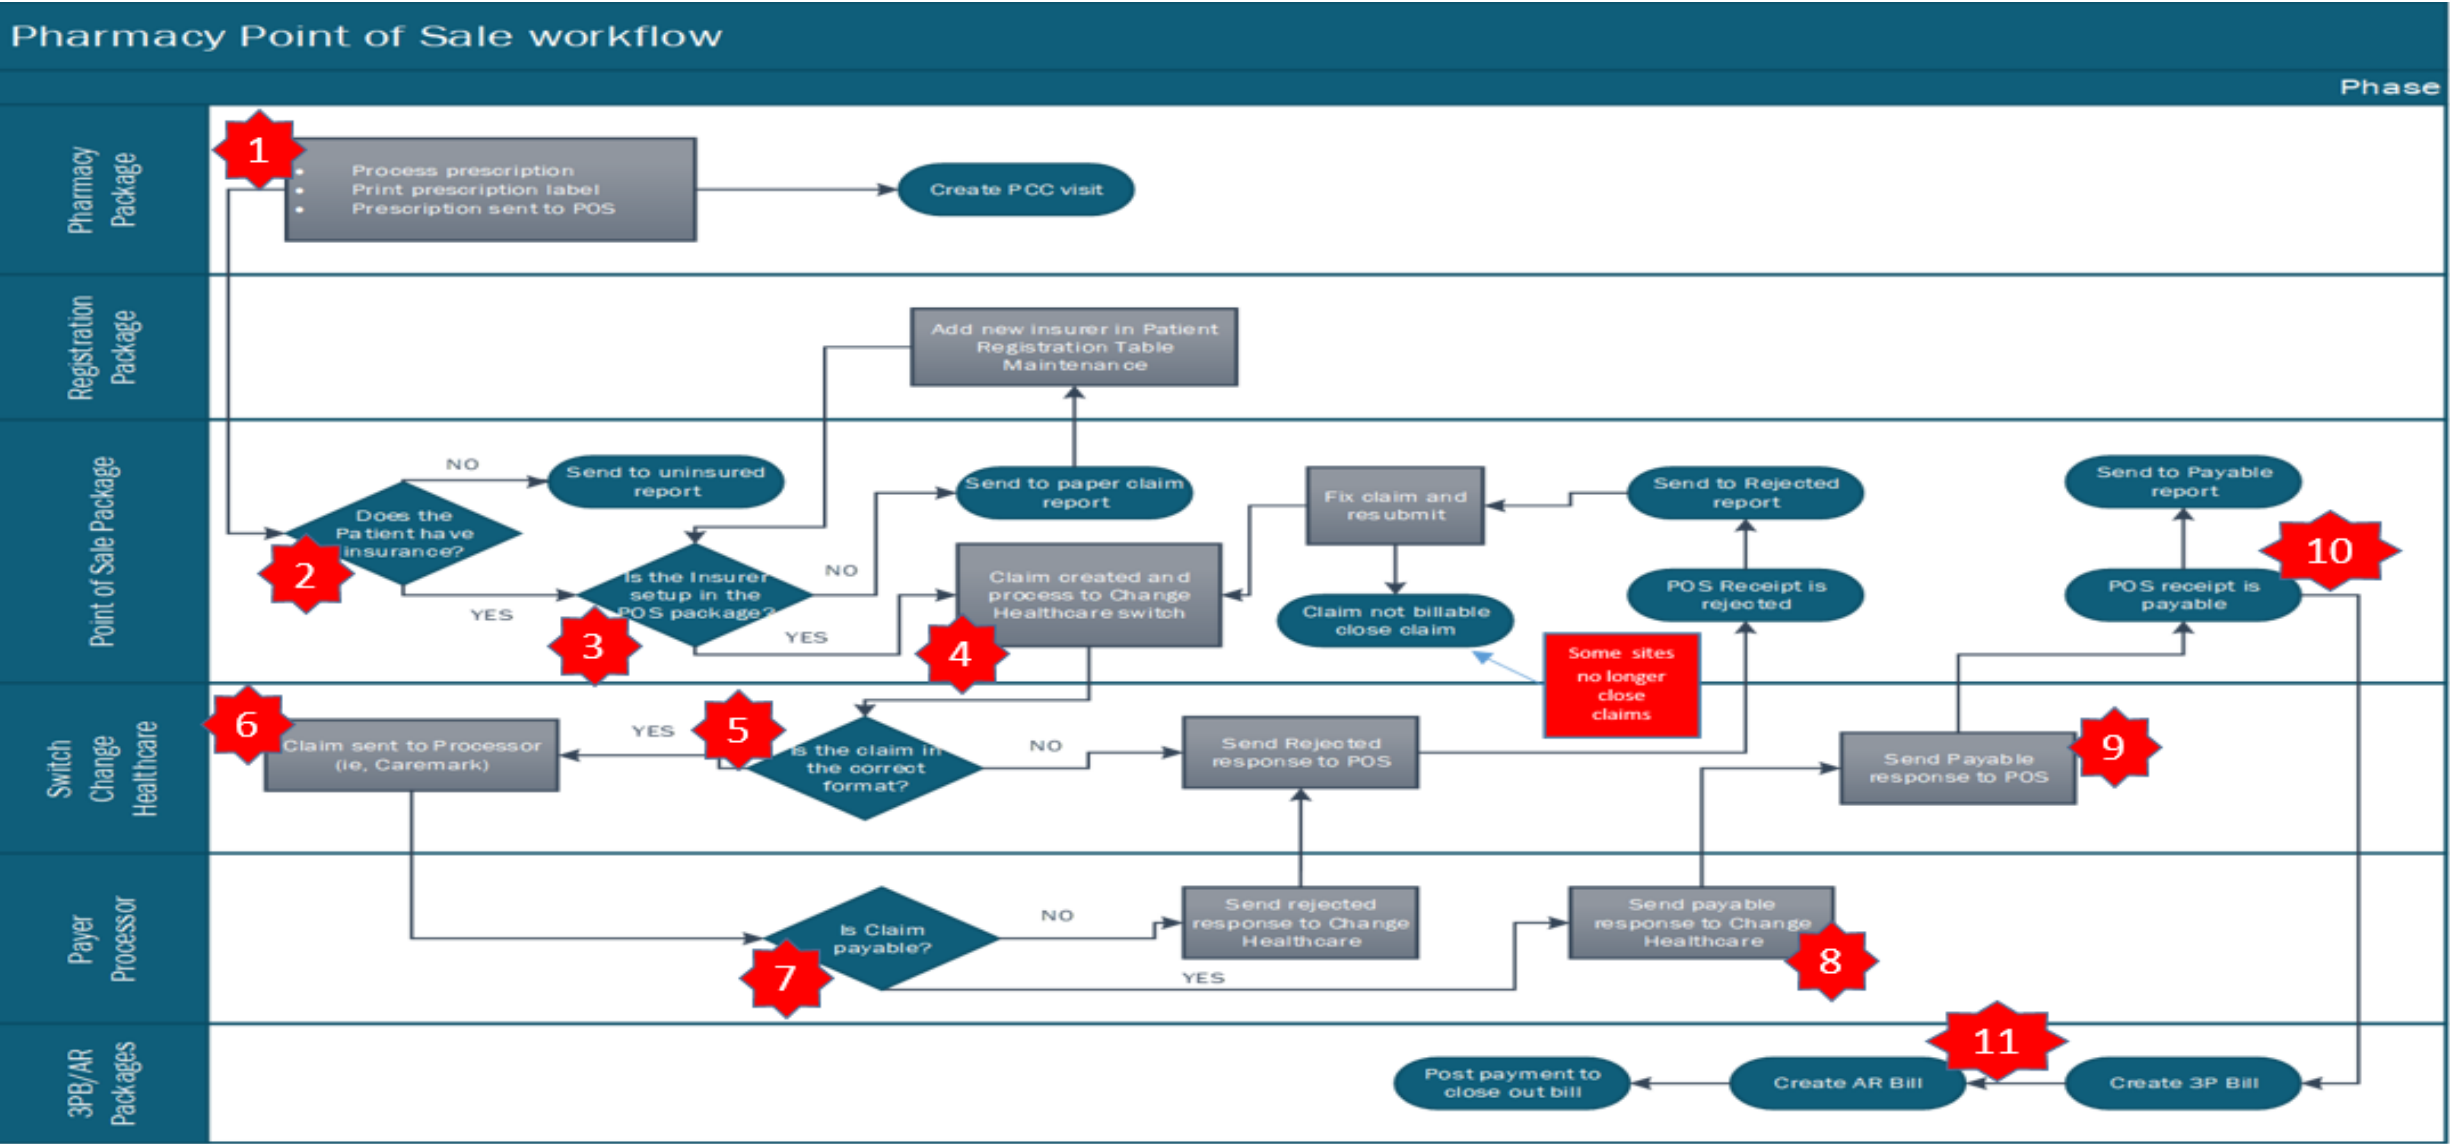 Pharmacy Point of Sale workflow
Phase
Pharmacy
Package
1
Process prescription
Print prescription label
Prescription sent to POS
Create PCC visit
Registration
Package
Add new insurer in Patient
Registration Table
Maintenance
Point of Sale Package
Does the
Patient have
insurance?
2
NO
Send to uninsured
report
YES
Is the Insurer
setup in the
POS package?
3
NO
Send to paper claim
report
YES
Claim created and
process to Change
Healthcare switch
4
Fix claim and
resubmit
Claim not billable
close claim
Some sites
no longer
close
claims
Send to Rejected
report
POS Receipt is
rejected
Send to Payable
report
POS receipt is
payable
10
Switch
Change
Healthcare
6
Claim sent to Processor
(ie, Caremark)
YES
5
Is the claim in
the correct
format?
NO
Send Rejected
response to POS
Send Payable
response to POS
9
Payer
Processor
Is Claim
payable?
7
NO
Send rejected
response to Change
Healthcare
YES
Send payable
response to Change
Healthcare
8
3PB/AR
Packages
Post payment to
close out bill
Create AR Bill
11
Create 3P Bill